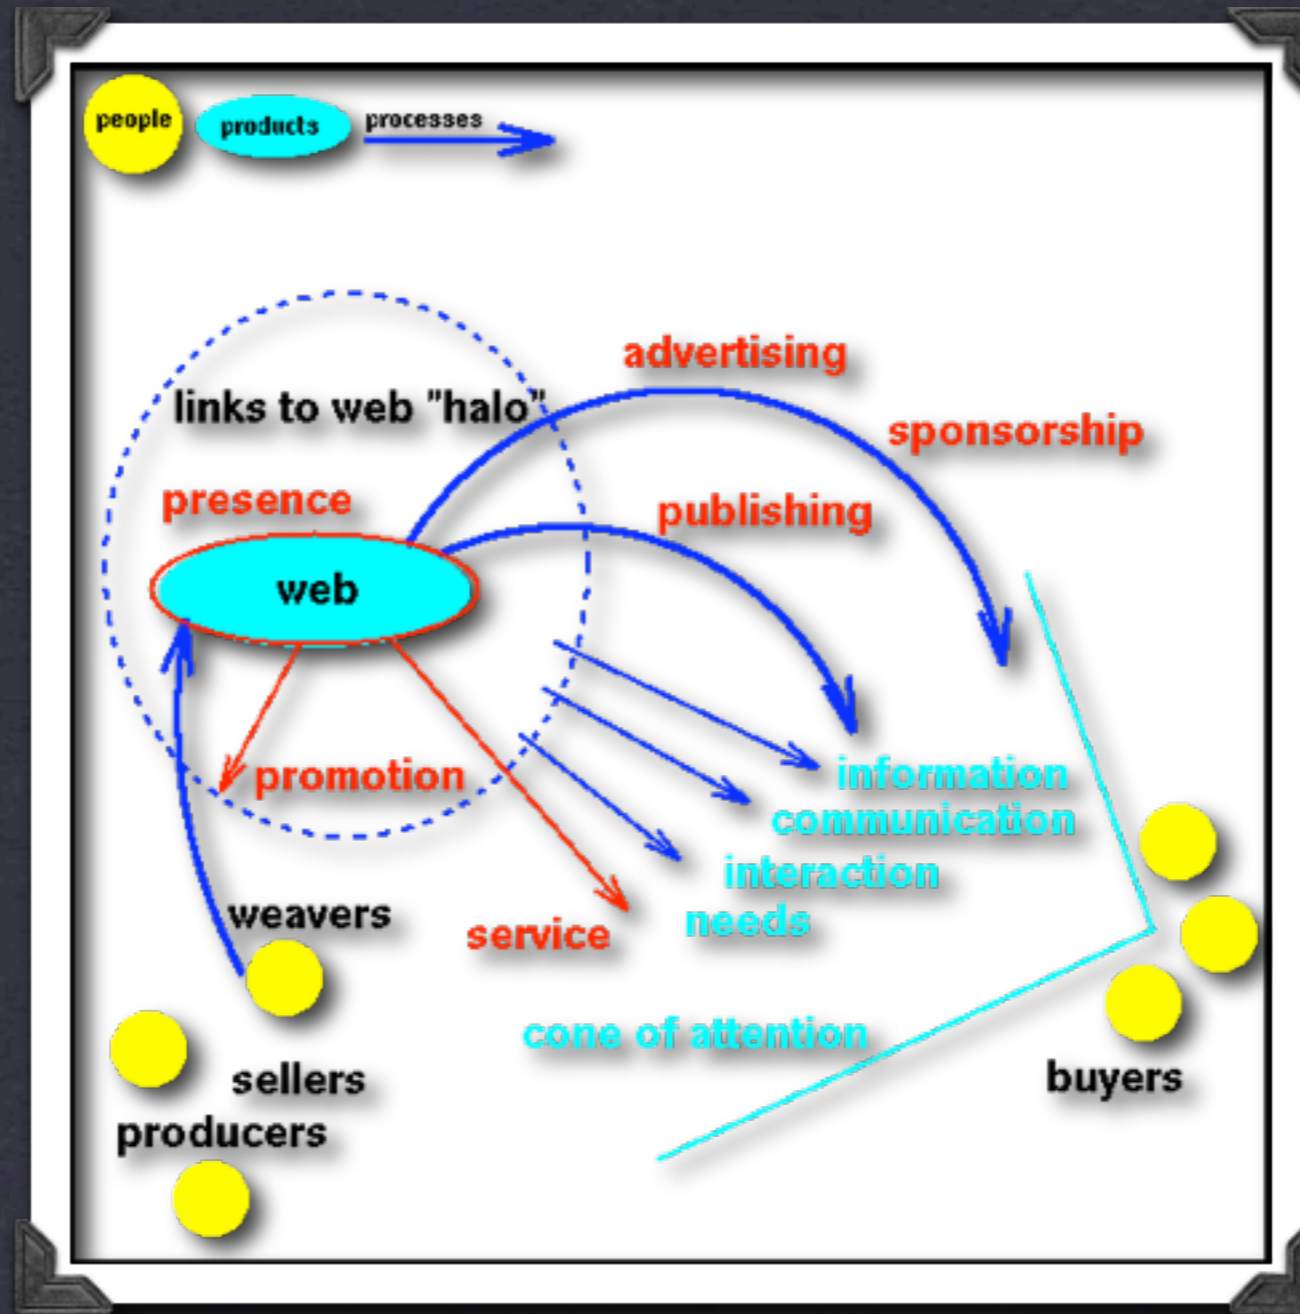 people
products
processes
advertising
links to web "halo"
sponsorship
presence
publishing
web
promotion
information
communication
interaction
weavers
needs
service
cone of attention
sellers
buyers
producers